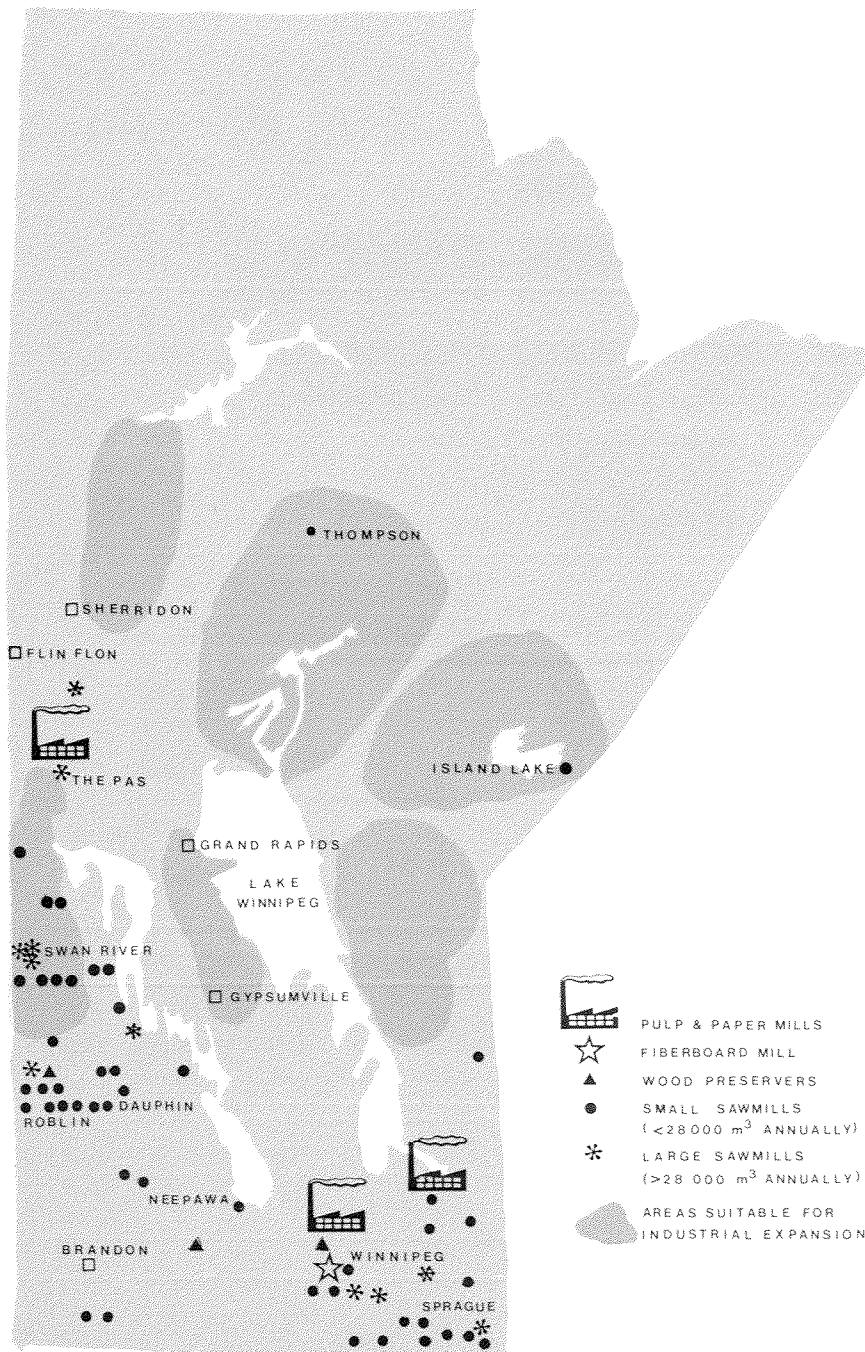 THOMPSON
SHERRIDON
FLIN FLON
THE PAS
ISLAND LAKE
GRAND RAPIDS
LAKE
WINNIPEG
SWAN RIVER
GYPSUMVILLE
DAUPHIN
ROBLIN
NEEPAWA
BRANDON
WINNIPEG
SPRAGUE
PULP & PAPER MILLS
FIBERBOARD MILL
WOOD PRESERVERS
SMALL SAWMILLS
(<28000 m³ ANNUALLY)
LARGE SAWMILLS
(>28 000 m³ ANNUALLY)
AREAS SUITABLE FOR
INDUSTRIAL EXPANSION